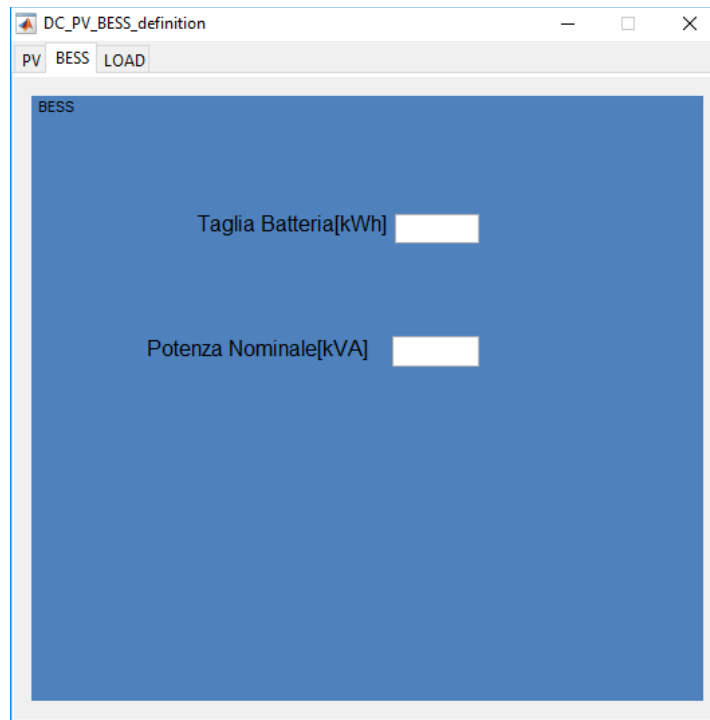 DC_PV_BESS_definition
PV BESS LOAD
BESS
Taglia Batteria[kWh]
Potenza Nominale[kVA]